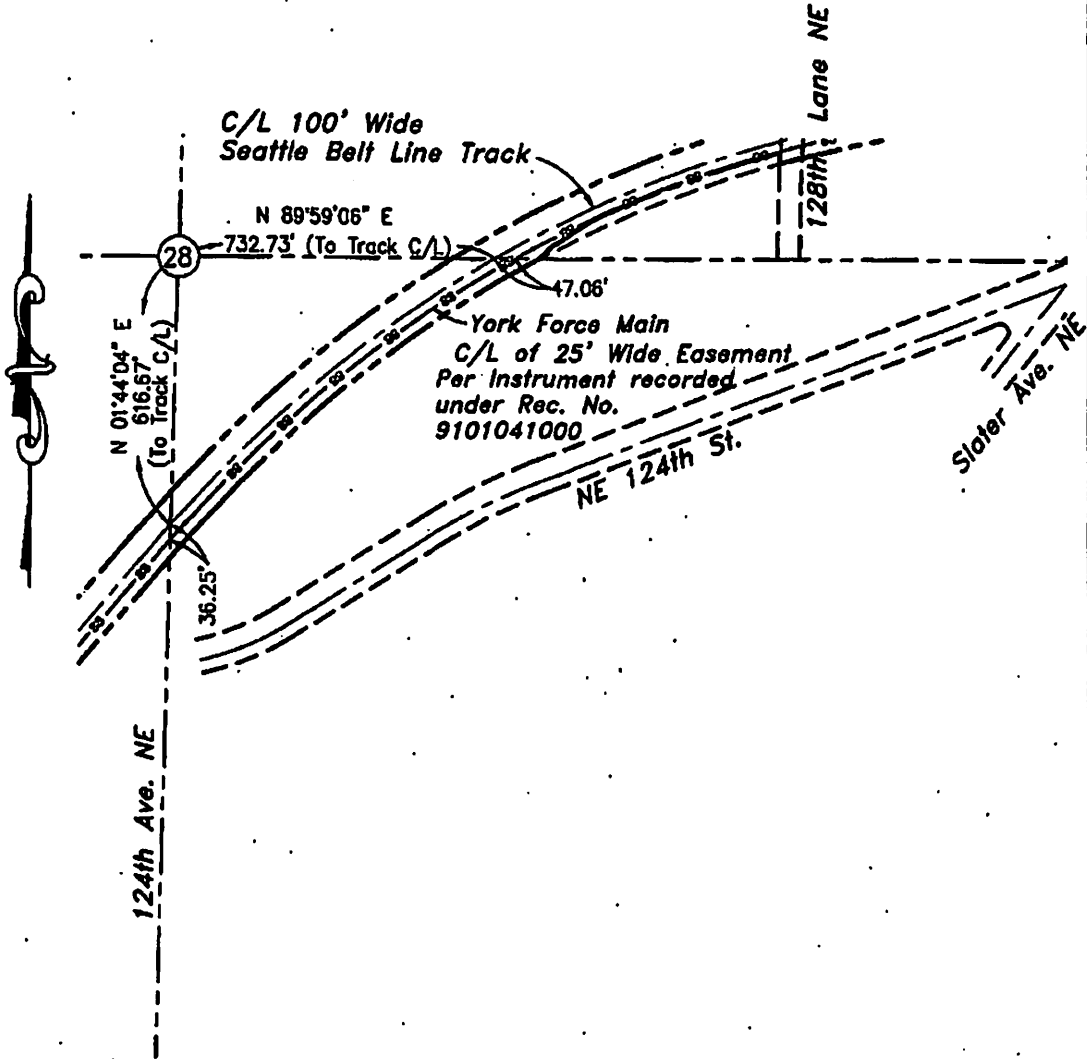 128th Lane NE
C/L 100' Wide
Seattle Belt Line Track
N 89°59'06" E
732.73' (To Track C/L)
28
47.06'
York Force Main
C/L of 25' Wide Easement
Per Instrument recorded
under Rec. No.
9101041000
N 01°44'04" E
616.67'
(To Track C/L)
NE 124th St.
Slater Ave. NE
36.25'
124th Ave. NE